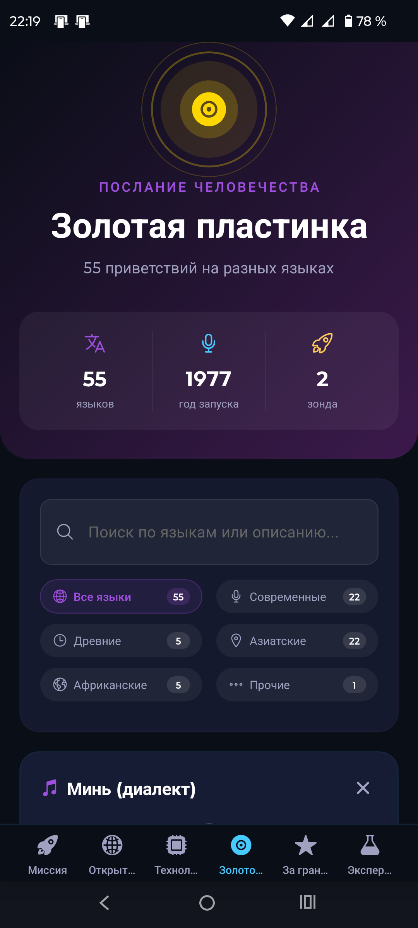 22:19
78 %
ПОСЛАНИЕ ЧЕЛОВЕЧЕСТВА
Золотая пластинка
55 приветствий на разных языках
55
языков
1977
год запуска
2
зонда
Поиск по языкам или описанию...
Все языки 55
Современные 22
Древние 5
Азиатские 22
Африканские 5
Прочие 1
Минь (диалект)
Миссия
Открыт...
Технол...
Золото...
За гран...
Экспер...